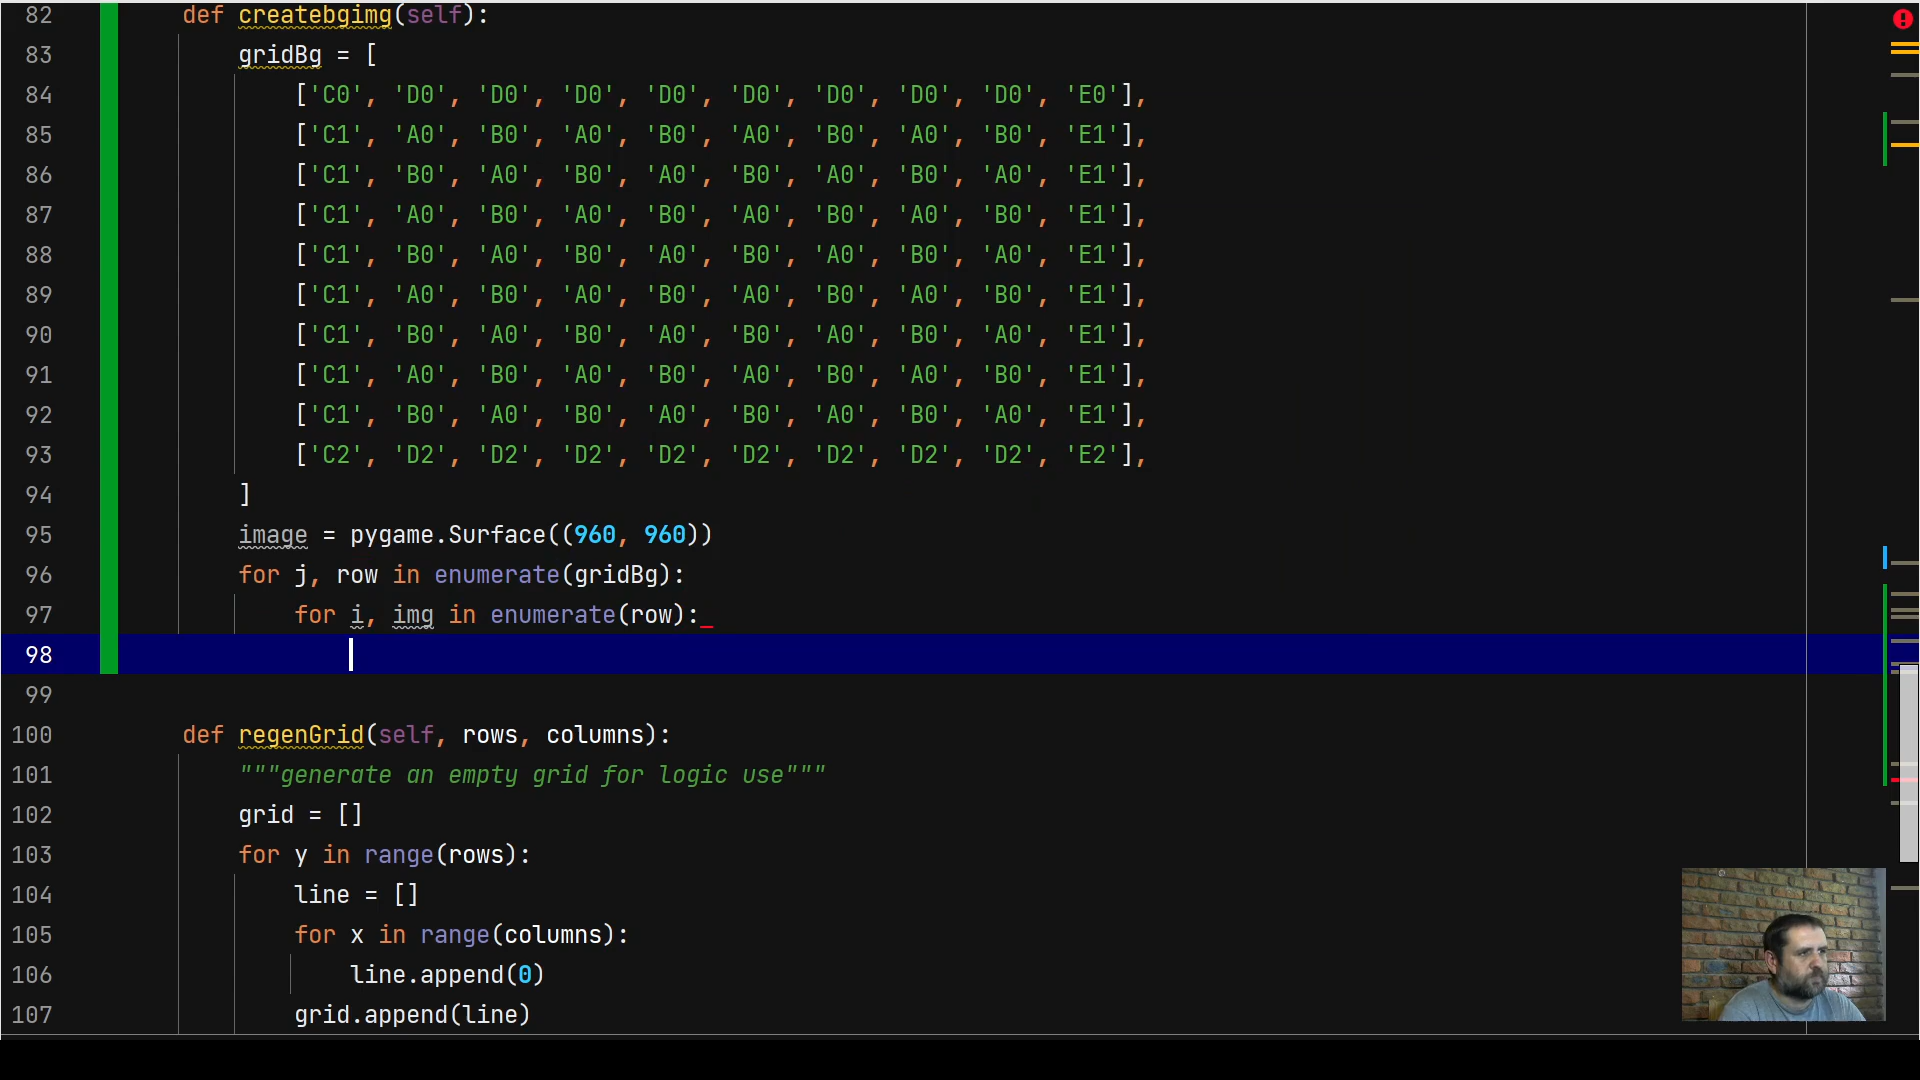 82 def createbgimg(self):
83 gridBg = [
84 ['C0', 'D0', 'D0', 'D0', 'D0', 'D0', 'D0', 'D0', 'D0', 'E0'],
85 ['C1', 'A0', 'B0', 'A0', 'B0', 'A0', 'B0', 'A0', 'B0', 'E1'],
86 ['C1', 'B0', 'A0', 'B0', 'A0', 'B0', 'A0', 'B0', 'A0', 'E1'],
87 ['C1', 'A0', 'B0', 'A0', 'B0', 'A0', 'B0', 'A0', 'B0', 'E1'],
88 ['C1', 'B0', 'A0', 'B0', 'A0', 'B0', 'A0', 'B0', 'A0', 'E1'],
89 ['C1', 'A0', 'B0', 'A0', 'B0', 'A0', 'B0', 'A0', 'B0', 'E1'],
90 ['C1', 'B0', 'A0', 'B0', 'A0', 'B0', 'A0', 'B0', 'A0', 'E1'],
91 ['C1', 'A0', 'B0', 'A0', 'B0', 'A0', 'B0', 'A0', 'B0', 'E1'],
92 ['C1', 'B0', 'A0', 'B0', 'A0', 'B0', 'A0', 'B0', 'A0', 'E1'],
93 ['C2', 'D2', 'D2', 'D2', 'D2', 'D2', 'D2', 'D2', 'D2', 'E2'],
94 ]
95 image = pygame.Surface((960, 960))
96 for j, row in enumerate(gridBg):
97 for i, img in enumerate(row):
98
99
100 def regenGrid(self, rows, columns):
101 """generate an empty grid for logic use"""
102 grid = []
103 for y in range(rows):
104 line = []
105 for x in range(columns):
106 line.append(0)
107 grid.append(line)